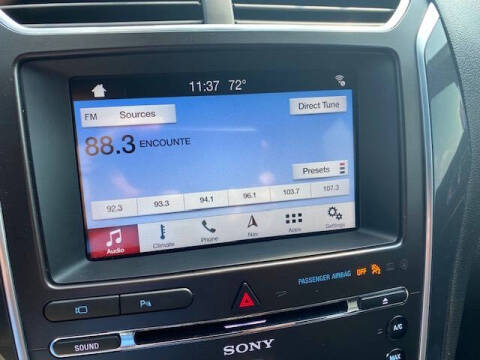 11:37 72°
FM Sources
Direct Tune
88.3 ENCOUNTE
Presets
92.3 93.3 94.1 96.1 103.7 107.3
Audio Climate Phone Nav Apps Settings
PASSENGER AIRBAG OFF
P
SOUND
SONY
A/C
MAX